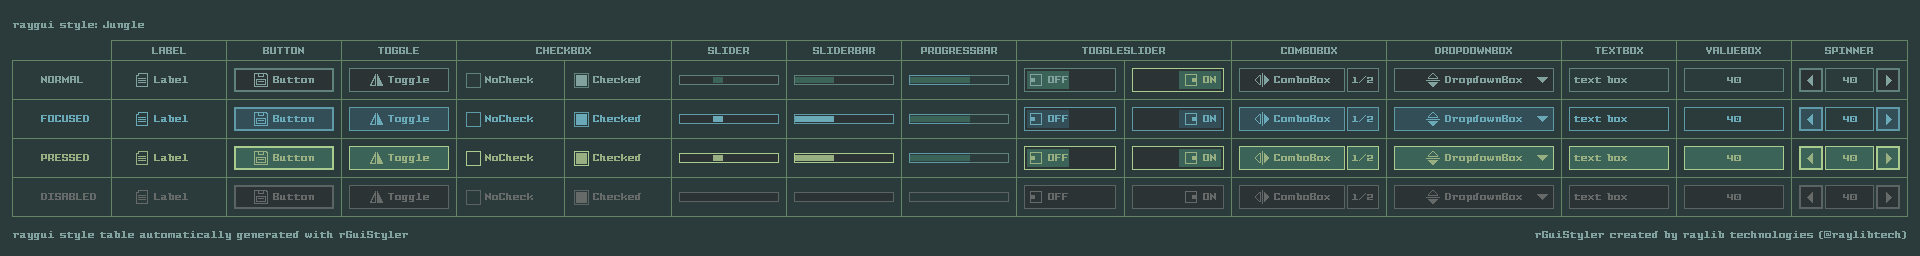 raygui style: Jungle
LABEL BUTTON TOGGLE CHECKBOX SLIDER SLIDERBAR PROGRESSBAR TOGGLESLIDER COMBOBOX DROPDOWNBOX TEXTBOX VALUEBOX SPINNER
NORMAL Label Button Toggle NoCheck Checked OFF ON ComboBox 1/2 DropdownBox text box 40 40
FOCUSED Label Button Toggle NoCheck Checked OFF ON ComboBox 1/2 DropdownBox text box 40 40
PRESSED Label Button Toggle NoCheck Checked OFF ON ComboBox 1/2 DropdownBox text box 40 40
DISABLED Label Button Toggle NoCheck Checked OFF ON ComboBox 1/2 DropdownBox text box 40 40
raygui style table automatically generated with rGuiStyler rGuiStyler created by raylib technologies (@raylibtech)